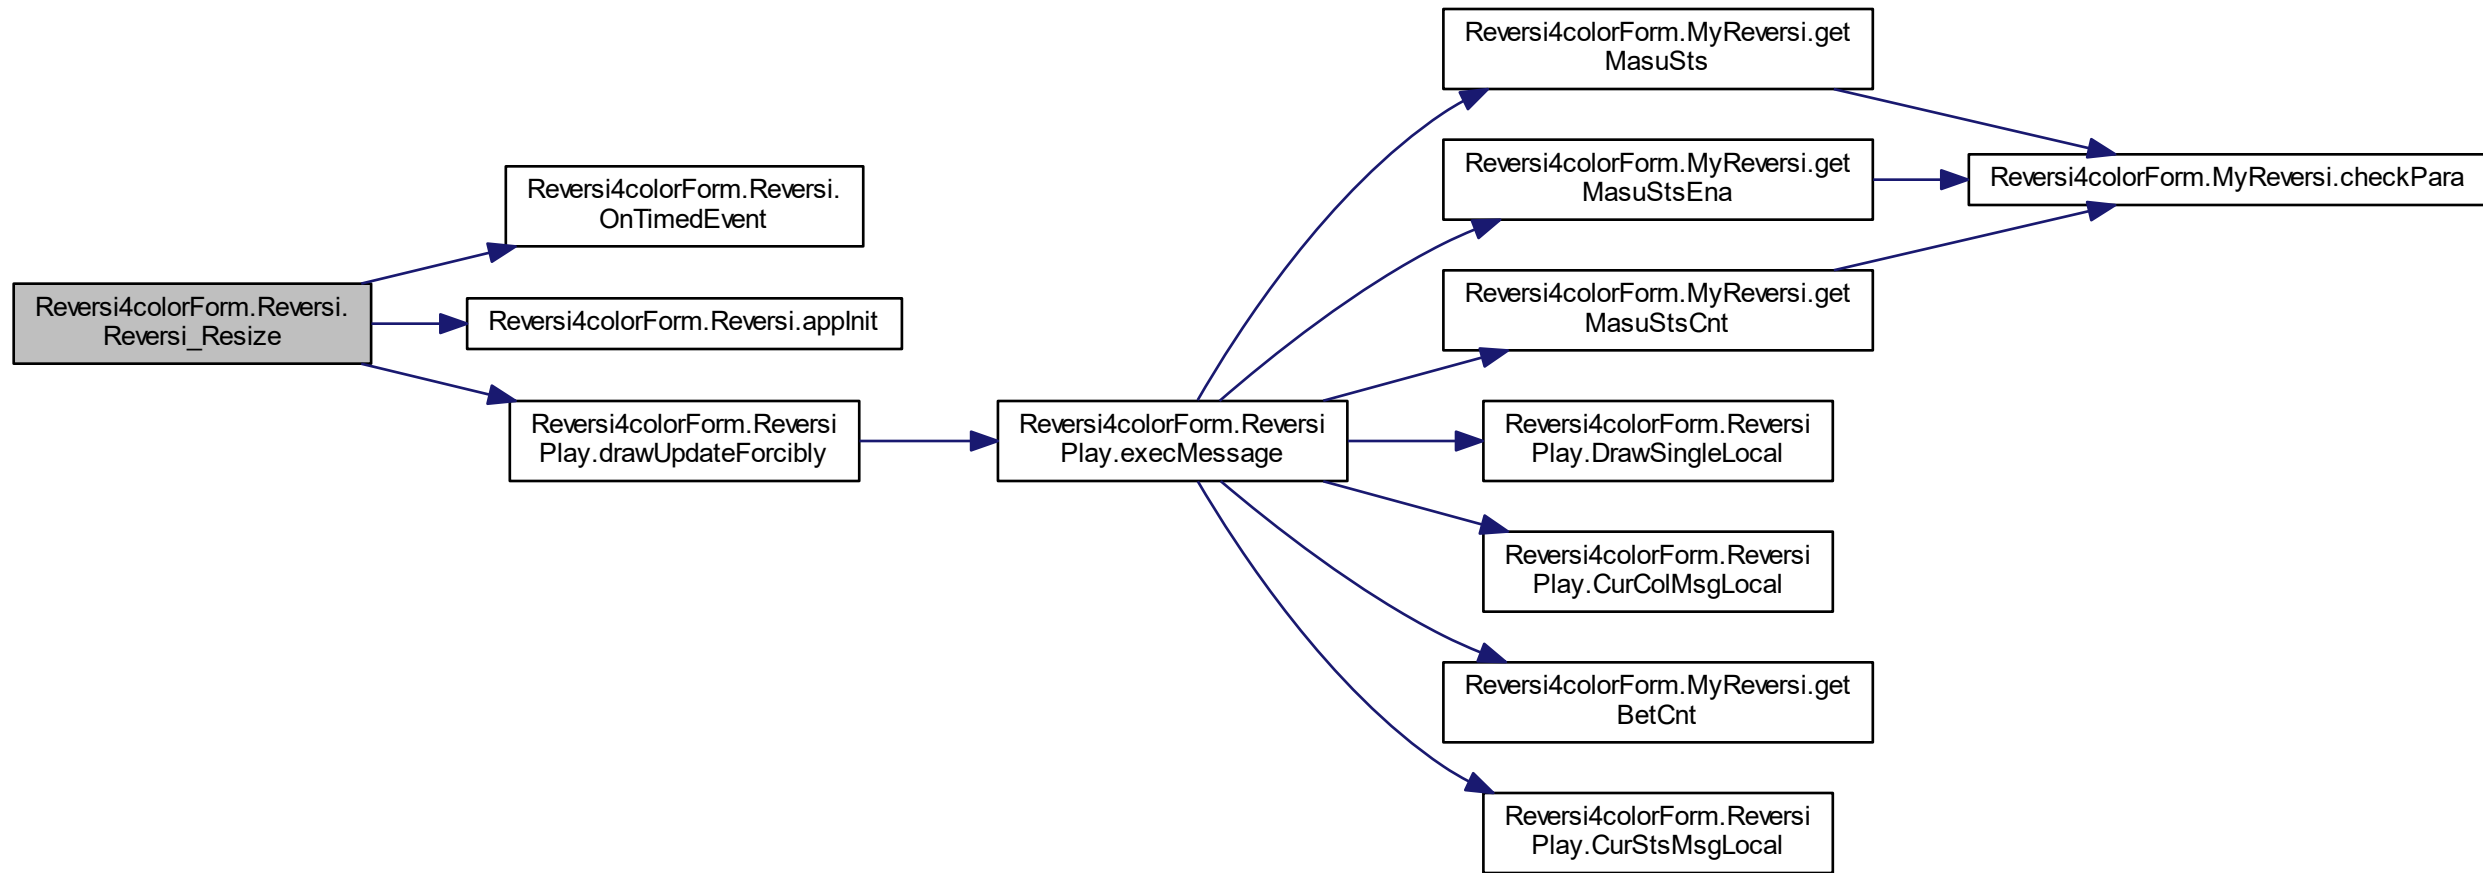 Reversi4colorForm.Reversi.
Reversi_Resize
Reversi4colorForm.Reversi.
OnTimedEvent
Reversi4colorForm.Reversi.appInit
Reversi4colorForm.Reversi
Play.drawUpdateForcibly
Reversi4colorForm.Reversi
Play.execMessage
Reversi4colorForm.MyReversi.get
MasuSts
Reversi4colorForm.MyReversi.get
MasuStsEna
Reversi4colorForm.MyReversi.get
MasuStsCnt
Reversi4colorForm.Reversi
Play.DrawSingleLocal
Reversi4colorForm.Reversi
Play.CurColMsgLocal
Reversi4colorForm.MyReversi.get
BetCnt
Reversi4colorForm.Reversi
Play.CurStsMsgLocal
Reversi4colorForm.MyReversi.checkPara